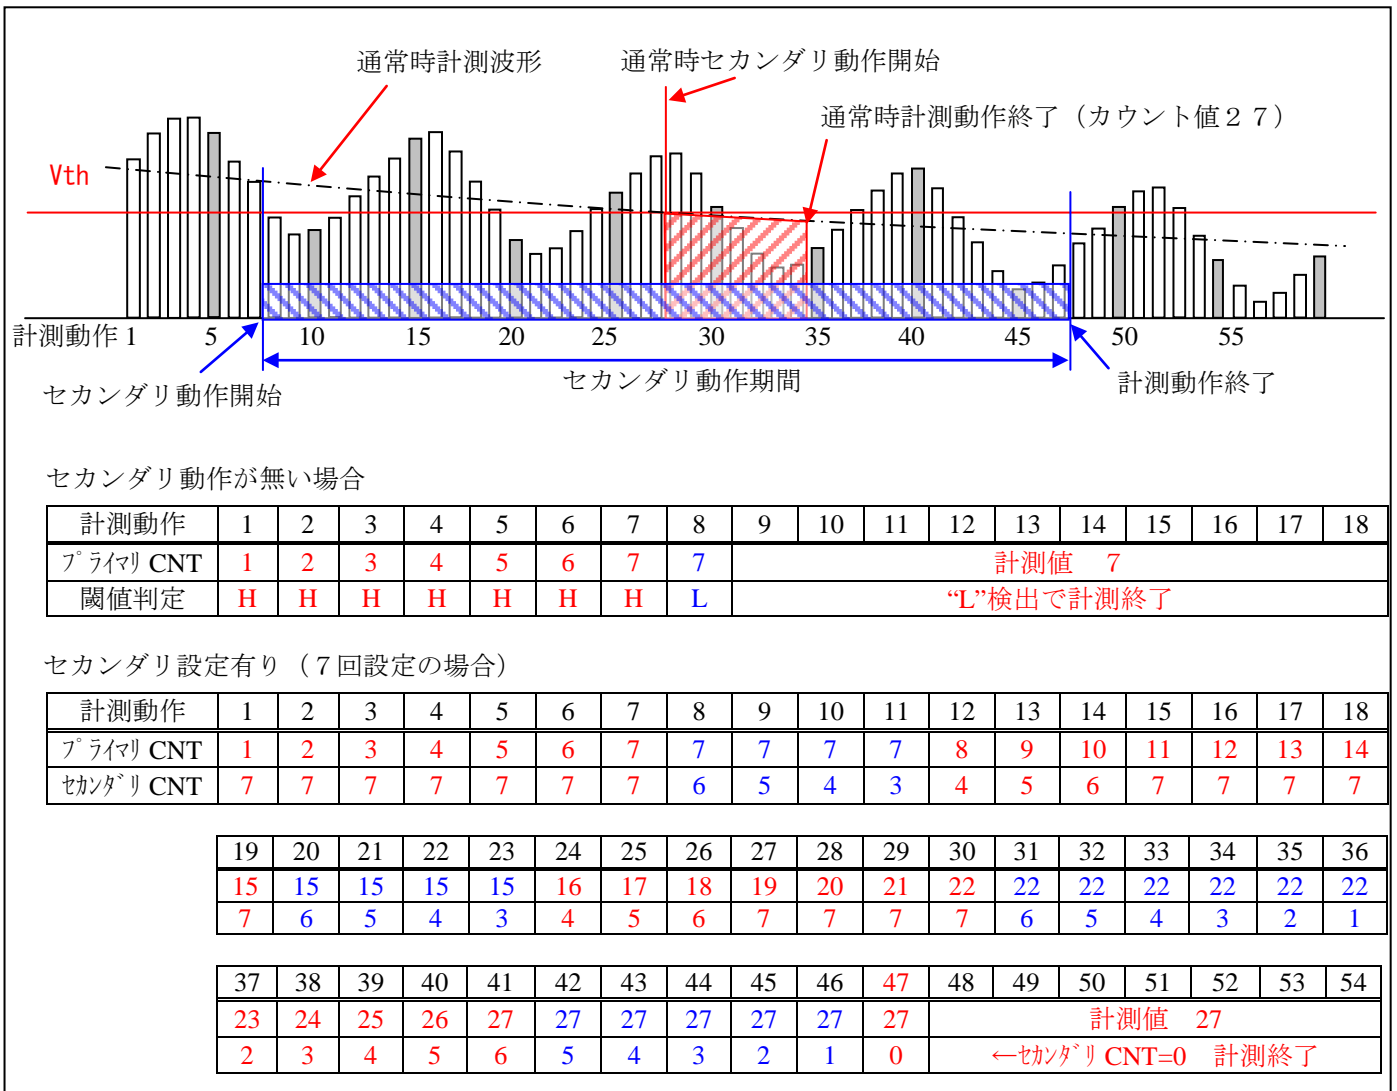 通常時計測波形
通常時セカンダリ動作開始
通常時計測動作終了（カウント値２７）
Vth
計測動作 1 5 10 15 20 25 30 35 40 45 50 55
セカンダリ動作開始
セカンダリ動作期間
計測動作終了
セカンダリ動作が無い場合
計測動作 1 2 3 4 5 6 7 8 9 10 11 12 13 14 15 16 17 18
ﾌﾟﾗｲﾏﾘ CNT 1 2 3 4 5 6 7 7 計測値 7
閾値判定 H H H H H H H L “L”検出で計測終了
セカンダリ設定有り（７回設定の場合）
計測動作 1 2 3 4 5 6 7 8 9 10 11 12 13 14 15 16 17 18
ﾌﾟﾗｲﾏﾘ CNT 1 2 3 4 5 6 7 7 7 7 7 8 9 10 11 12 13 14
ｾｶﾝﾀﾞﾘ CNT 7 7 7 7 7 7 7 6 5 4 3 4 5 6 7 7 7 7
19 20 21 22 23 24 25 26 27 28 29 30 31 32 33 34 35 36
15 15 15 15 15 16 17 18 19 20 21 22 22 22 22 22 22 22
7 6 5 4 3 4 5 6 7 7 7 7 6 5 4 3 2 1
37 38 39 40 41 42 43 44 45 46 47 48 49 50 51 52 53 54
23 24 25 26 27 27 27 27 27 27 27 計測値 27
2 3 4 5 6 5 4 3 2 1 0 ←ｾｶﾝﾀﾞﾘ CNT=0 計測終了